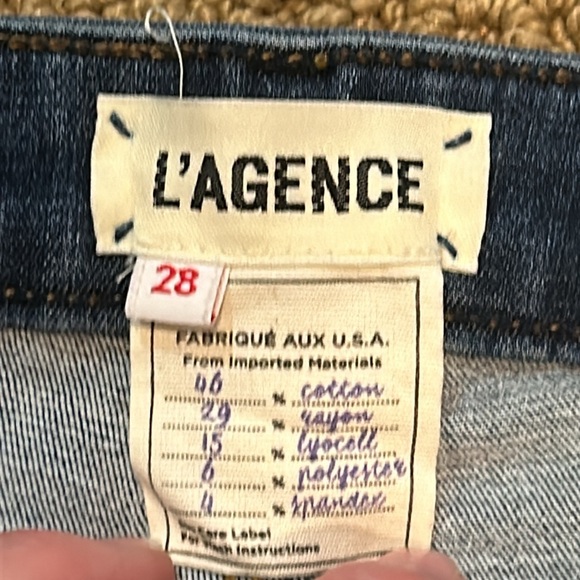 L'AGENCE
28
FABRIQUÉ AUX U.S.A.
From Imported Materials
46 % cotton
29 % rayon
15 % lyocell
6 % polyester
4 % spandex
Care Label
For Instructions